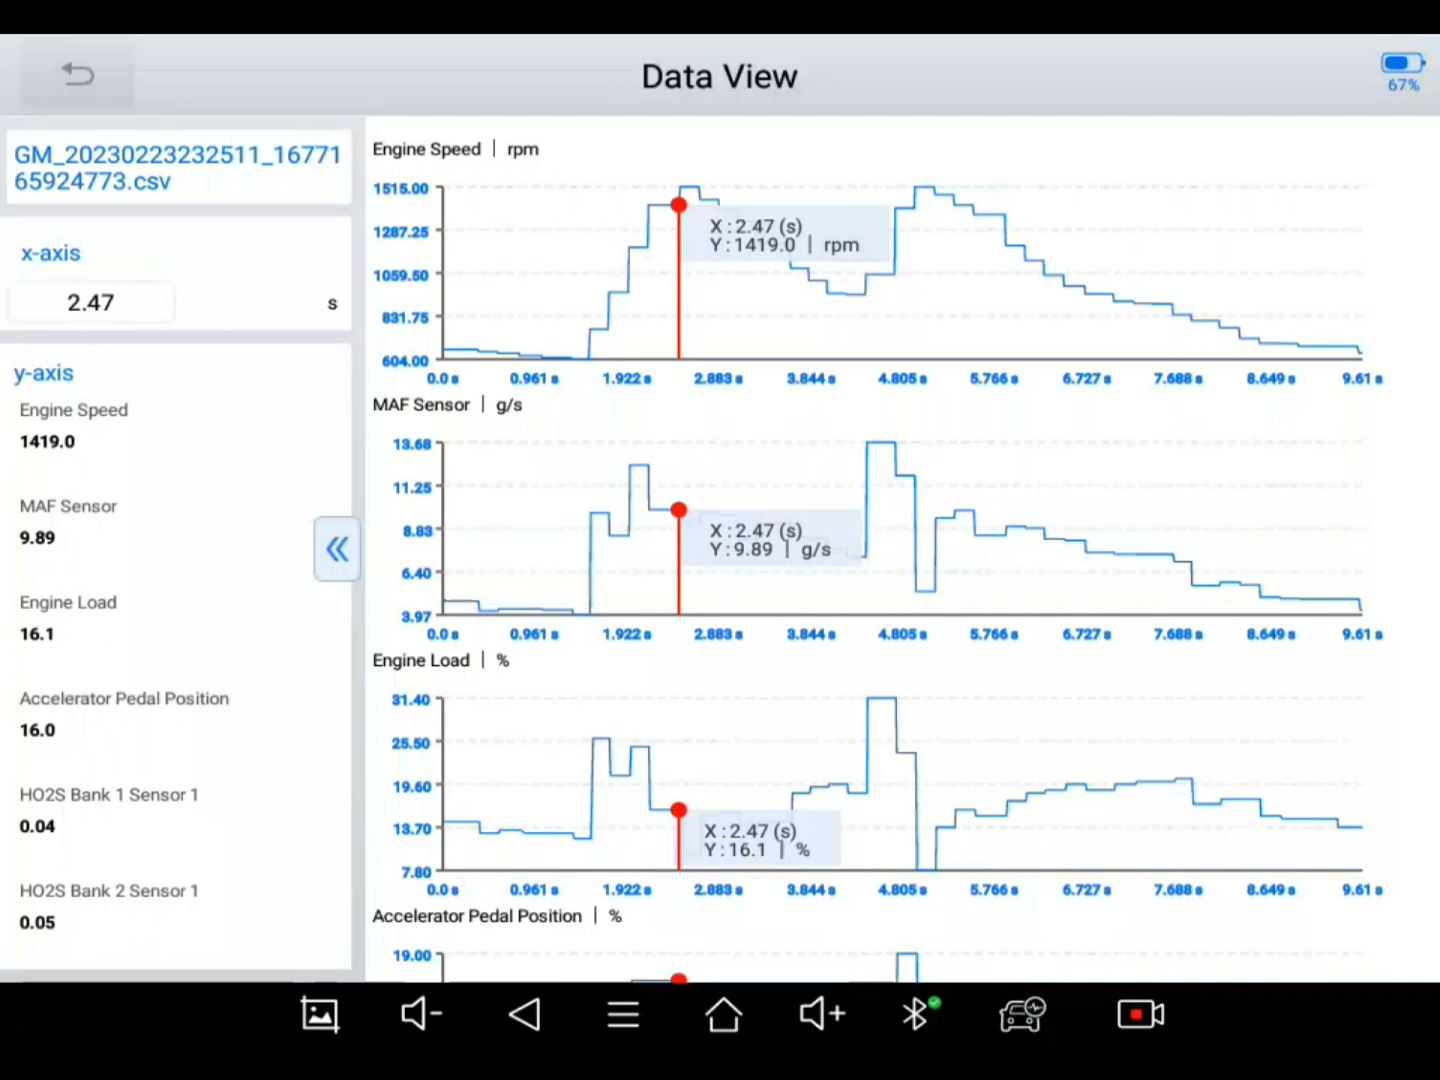 Data View
67%
GM_20230223232511_16771
65924773.csv
x-axis
2.47
s
y-axis
Engine Speed
1419.0
MAF Sensor
9.89
Engine Load
16.1
Accelerator Pedal Position
16.0
HO2S Bank 1 Sensor 1
0.04
HO2S Bank 2 Sensor 1
0.05
Engine Speed | rpm
1515.00
1287.25
1059.50
831.75
604.00
X : 2.47 (s)
Y : 1419.0 | rpm
0.0 s 0.961 s 1.922 s 2.883 s 3.844 s 4.805 s 5.766 s 6.727 s 7.688 s 8.649 s 9.61 s
MAF Sensor | g/s
13.68
11.25
8.83
6.40
3.97
X : 2.47 (s)
Y : 9.89 | g/s
0.0 s 0.961 s 1.922 s 2.883 s 3.844 s 4.805 s 5.766 s 6.727 s 7.688 s 8.649 s 9.61 s
Engine Load | %
31.40
25.50
19.60
13.70
7.80
X : 2.47 (s)
Y : 16.1 | %
0.0 s 0.961 s 1.922 s 2.883 s 3.844 s 4.805 s 5.766 s 6.727 s 7.688 s 8.649 s 9.61 s
Accelerator Pedal Position | %
19.00